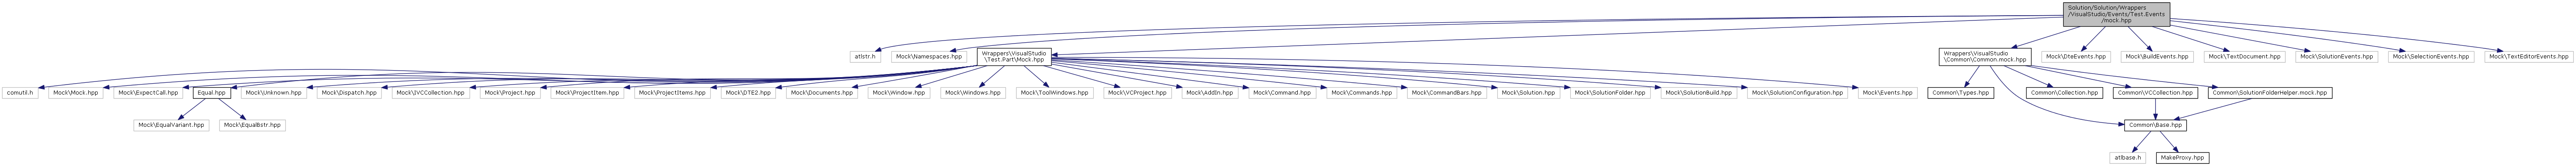 Solution/Solution/Wrappers
/VisualStudio/Events/Test.Events
/mock.hpp
atlstr.h
Mock\Namespaces.hpp
Wrappers\VisualStudio
\Test.Part\Mock.hpp
Wrappers\VisualStudio
\Common\Common.mock.hpp
Mock\DteEvents.hpp
Mock\BuildEvents.hpp
Mock\TextDocument.hpp
Mock\SolutionEvents.hpp
Mock\SelectionEvents.hpp
Mock\TextEditorEvents.hpp
comutil.h
Mock\Mock.hpp
Mock\ExpectCall.hpp
Equal.hpp
Mock\Unknown.hpp
Mock\Dispatch.hpp
Mock\IVCCollection.hpp
Mock\Project.hpp
Mock\ProjectItem.hpp
Mock\ProjectItems.hpp
Mock\DTE2.hpp
Mock\Documents.hpp
Mock\Window.hpp
Mock\Windows.hpp
Mock\ToolWindows.hpp
Mock\VCProject.hpp
Mock\AddIn.hpp
Mock\Command.hpp
Mock\Commands.hpp
Mock\CommandBars.hpp
Mock\Solution.hpp
Mock\SolutionFolder.hpp
Mock\SolutionBuild.hpp
Mock\SolutionConfiguration.hpp
Mock\Events.hpp
Common\Types.hpp
Common\Collection.hpp
Common\VCCollection.hpp
Common\SolutionFolderHelper.mock.hpp
Mock\EqualVariant.hpp
Mock\EqualBstr.hpp
Common\Base.hpp
atlbase.h
MakeProxy.hpp